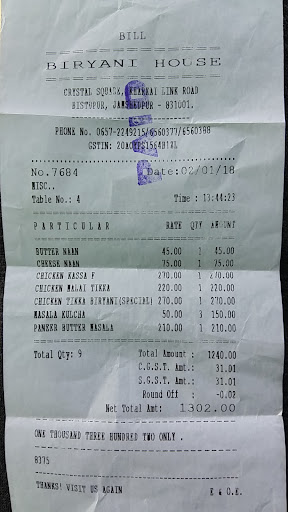 BILL
BIRYANI HOUSE
CRYSTAL SQUARE, KHARKAI LINK ROAD
BISTUPUR, JAMSHEDPUR - 831001.
PHONE No. 0657-2249215/6560377/6560388
GSTIN:
PAID
No.7684 Date:02/01/18
MISC..
Table No.: 4 Time : 13:44:23
PARTICULAR RATE QTY AMOUNT
BUTTER NAAN 45.00 1 45.00
CHEESE NAAN 75.00 1 75.00
CHICKEN KASSA F 270.00 1 270.00
CHICKEN MALAI TIKKA 220.00 1 220.00
CHICKEN TIKKA BIRYANI(SPECIAL) 270.00 1 270.00
MASALA KULCHA 50.00 3 150.00
PANEER BUTTER MASALA 210.00 1 210.00
Total Qty: 9 Total Amount : 1240.00
C.G.S.T. Amt.: 31.01
S.G.S.T. Amt.: 31.01
Round Off : -0.02
Net Total Amt: 1302.00
ONE THOUSAND THREE HUNDRED TWO ONLY .
8375
THANKS! VISIT US AGAIN E & O.E.